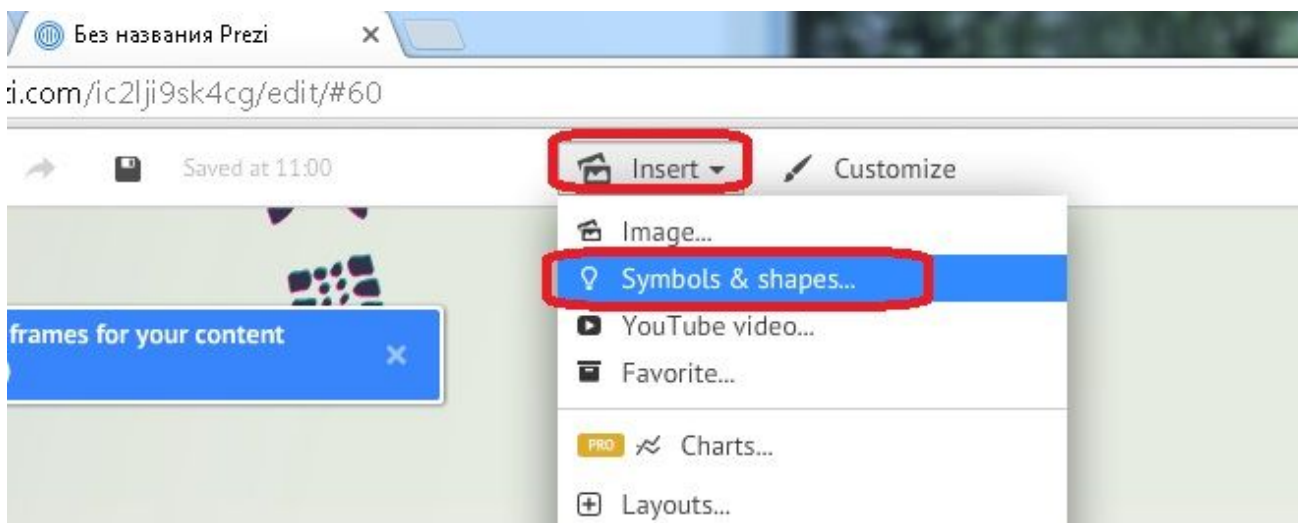 Без названия Prezi
zi.com/ic2lji9sk4cg/edit/#60
Saved at 11:00
Insert
Customize
Image...
Symbols & shapes...
frames for your content
YouTube video...
Favorite...
PRO Charts...
Layouts...